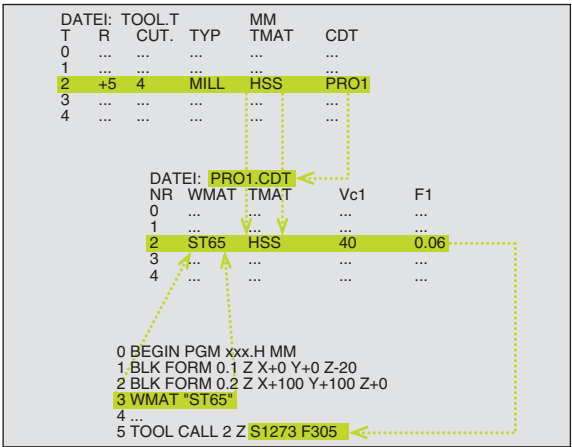 DATEI: TOOL.T MM
T R CUT. TYP TMAT CDT
0 ... ... ... ... ...
1 ... ... ... ... ...
2 +5 4 MILL HSS PRO1
3 ... ... ... ... ...
4 ... ... ... ... ...
DATEI: PRO1.CDT
NR WMAT TMAT Vc1 F1
0 ... ... ... ...
1 ... ... ... ...
2 ST65 HSS 40 0.06
3 ... ... ... ...
4 ... ... ... ...
0 BEGIN PGM xxx.H MM
1 BLK FORM 0.1 Z X+0 Y+0 Z-20
2 BLK FORM 0.2 Z X+100 Y+100 Z+0
3 WMAT "ST65"
4 ...
5 TOOL CALL 2 Z S1273 F305